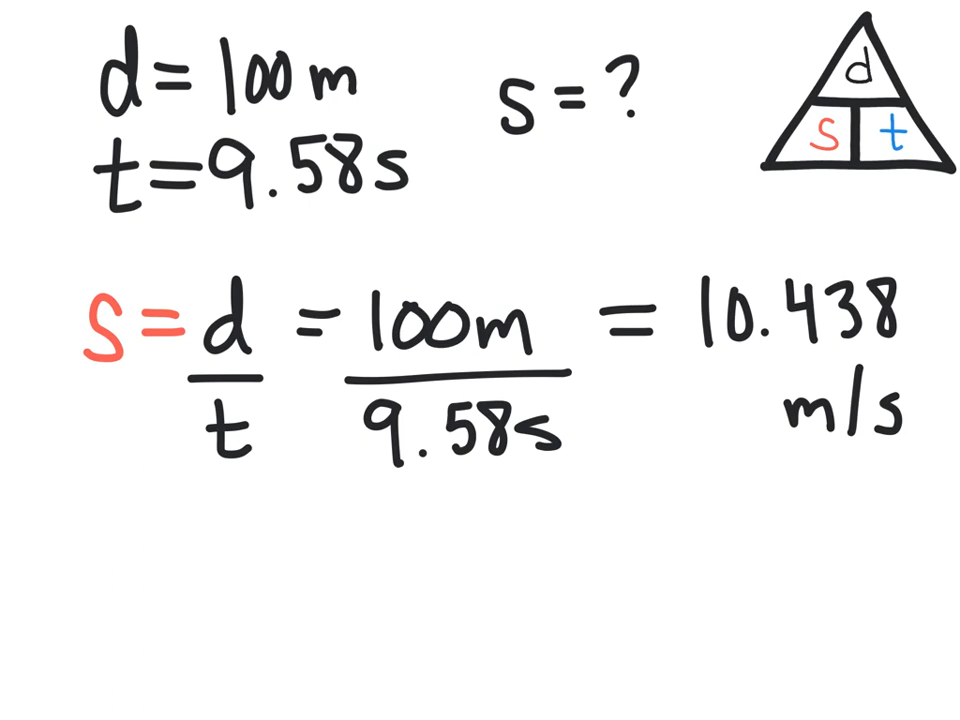 d = 100 m
t = 9.58 s
s = ?
d
s t
s = d/t = 100m/9.58s = 10.438
m/s